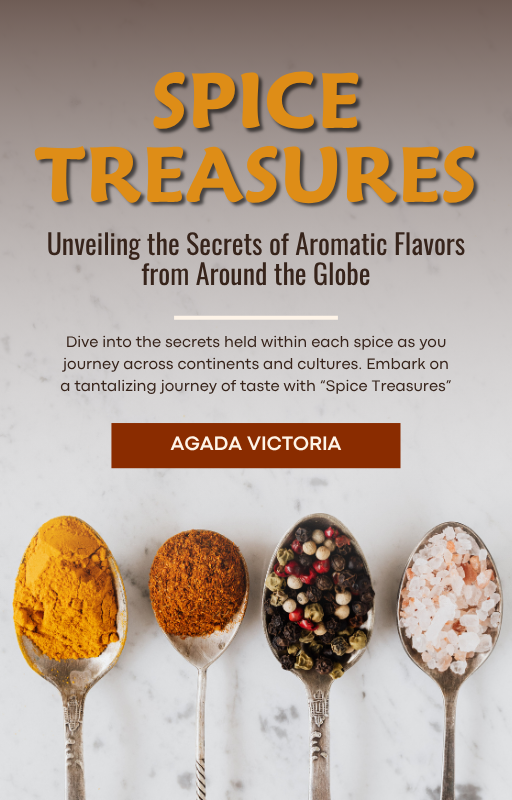 SPICE
TREASURES
Unveiling the Secrets of Aromatic Flavors
from Around the Globe
Dive into the secrets held within each spice as you
journey across continents and cultures. Embark on
a tantalizing journey of taste with “Spice Treasures”
AGADA VICTORIA